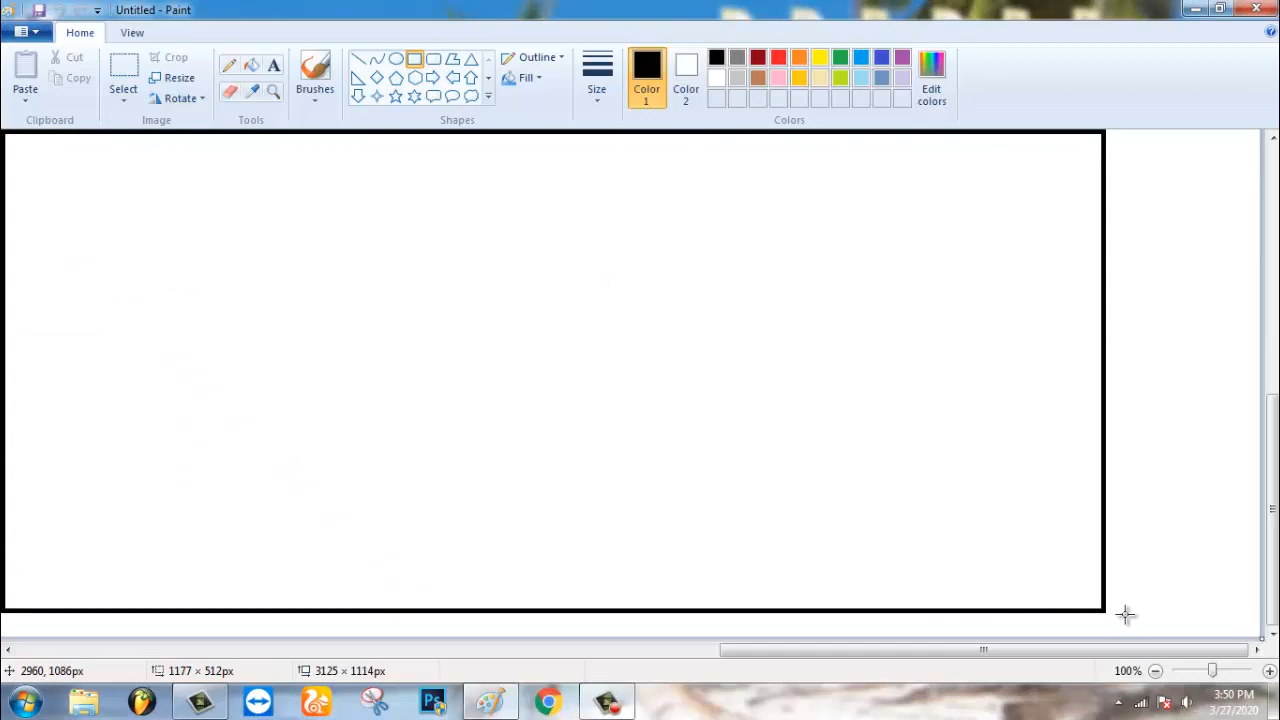 Untitled - Paint
Home
View
Paste
Cut
Copy
Clipboard
Select
Crop
Resize
Rotate
Image
A
Tools
Brushes
Shapes
Outline
Fill
Size
Color 1
Color 2
Edit colors
Colors
2960, 1086px
1177 × 512px
3125 × 1114px
100%
Ps
3:50 PM
3/27/2020